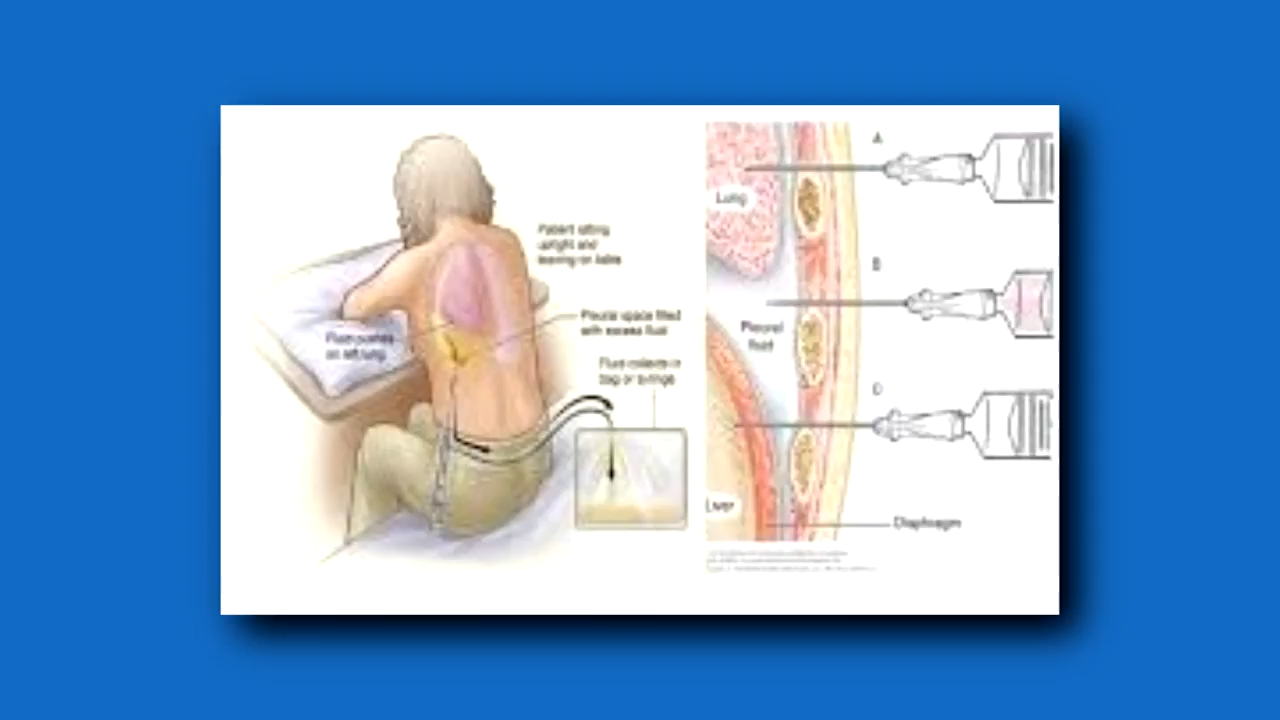 Patient sitting
upright and
leaning on table
Pleural space filled
with excess fluid
Fluid pushes
on left lung
Fluid collects in
bag or syringe
A
Lung
B
Pleural
fluid
C
Liver
Diaphragm